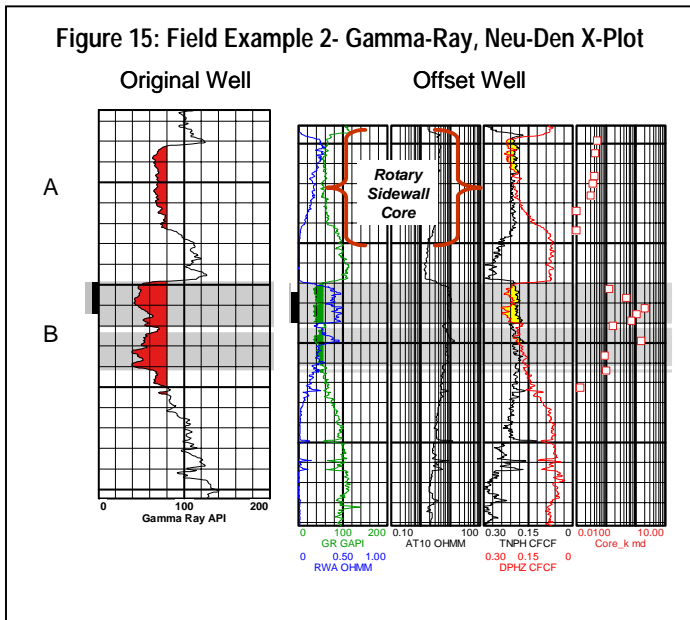 Figure 15: Field Example 2- Gamma-Ray, Neu-Den X-Plot
Original Well
Offset Well
A
B
Rotary
Sidewall
Core
0 100 200
Gamma Ray API
0 100 200
GR GAPI
0 0.50 1.00
RWA OHMM
0.10 100
AT10 OHMM
0.30 0.15 0
TNPH CFCF
0.30 0.15 0
DPHZ CFCF
0.0100 10.00
Core_k md